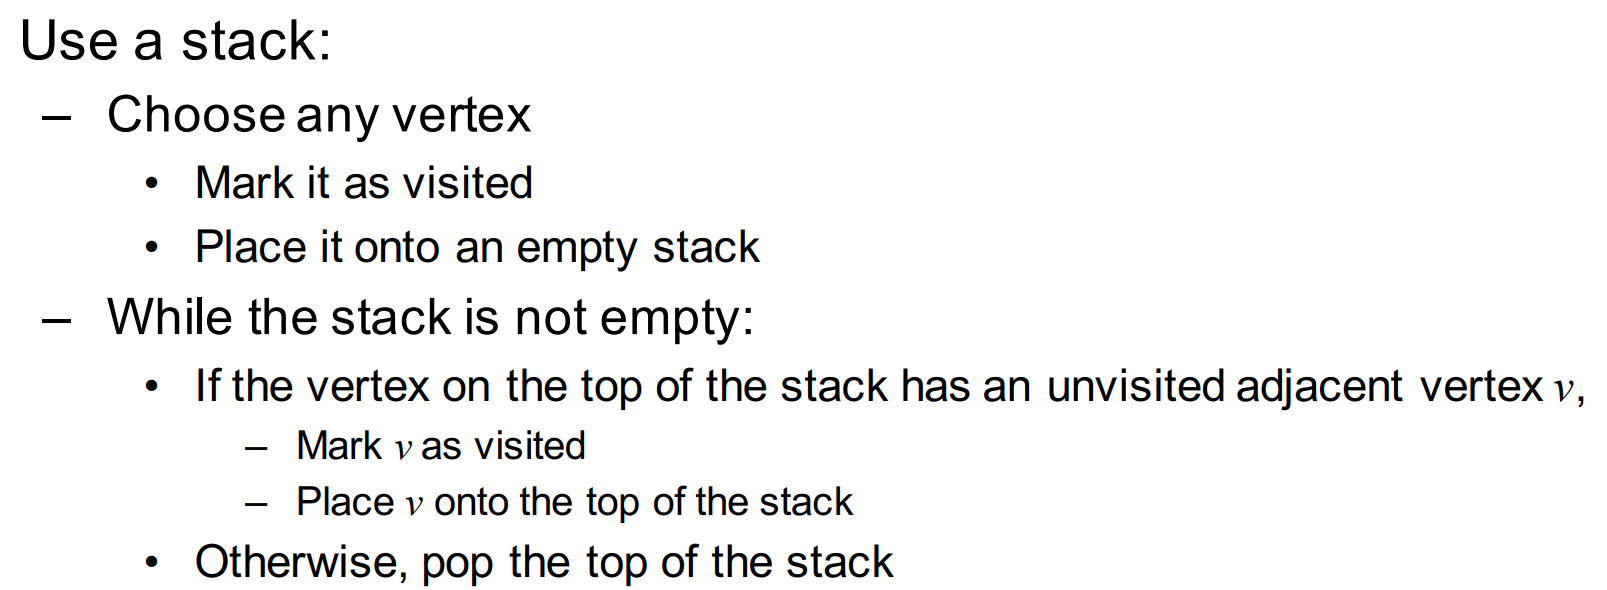 Use a stack:
– Choose any vertex
• Mark it as visited
• Place it onto an empty stack
– While the stack is not empty:
• If the vertex on the top of the stack has an unvisited adjacent vertex v,
– Mark v as visited
– Place v onto the top of the stack
• Otherwise, pop the top of the stack